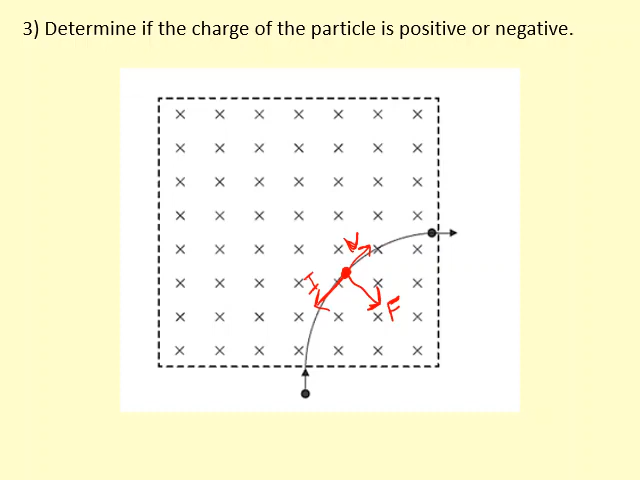 3) Determine if the charge of the particle is positive or negative.
V
I
F